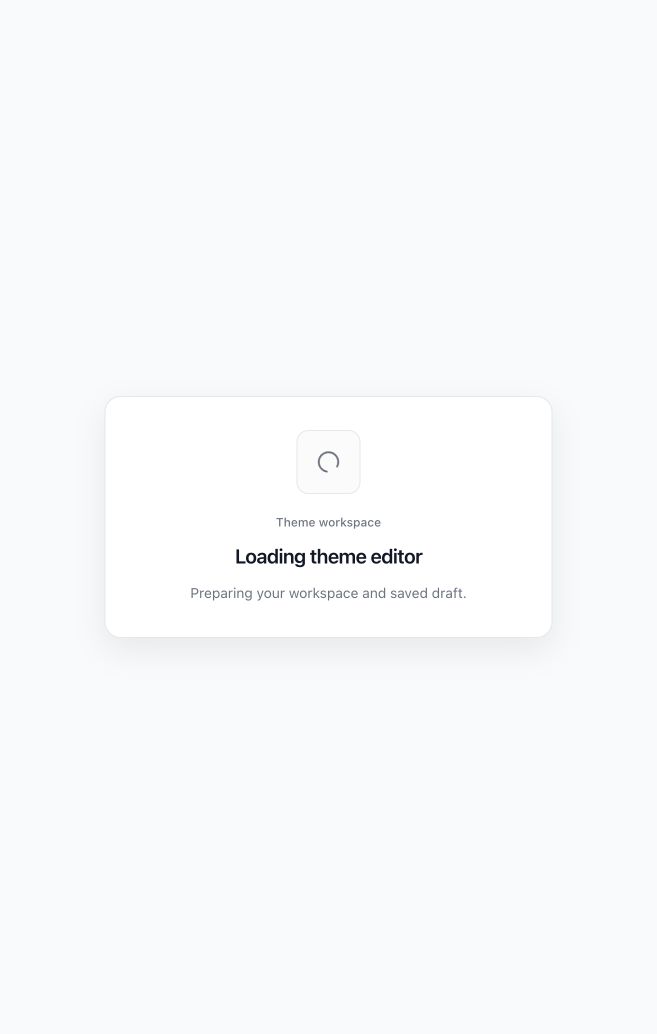 Theme workspace
Loading theme editor
Preparing your workspace and saved draft.